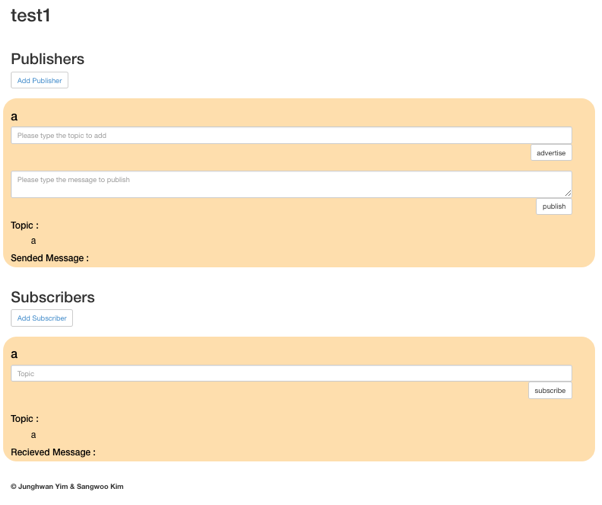 test1
Publishers
Add Publisher
a
Please type the topic to add
advertise
Please type the message to publish
publish
Topic :
a
Sended Message :
Subscribers
Add Subscriber
a
Topic
subscribe
Topic :
a
Recieved Message :
© Junghwan Yim & Sangwoo Kim